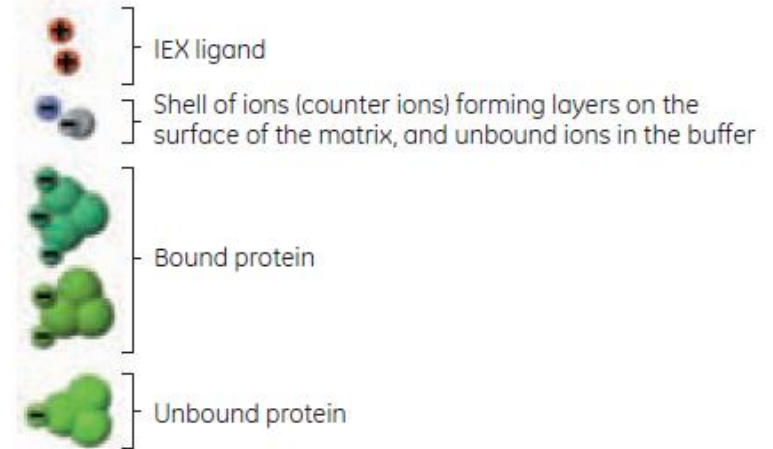 IEX ligand
Shell of ions (counter ions) forming layers on the
surface of the matrix, and unbound ions in the buffer
Bound protein
Unbound protein